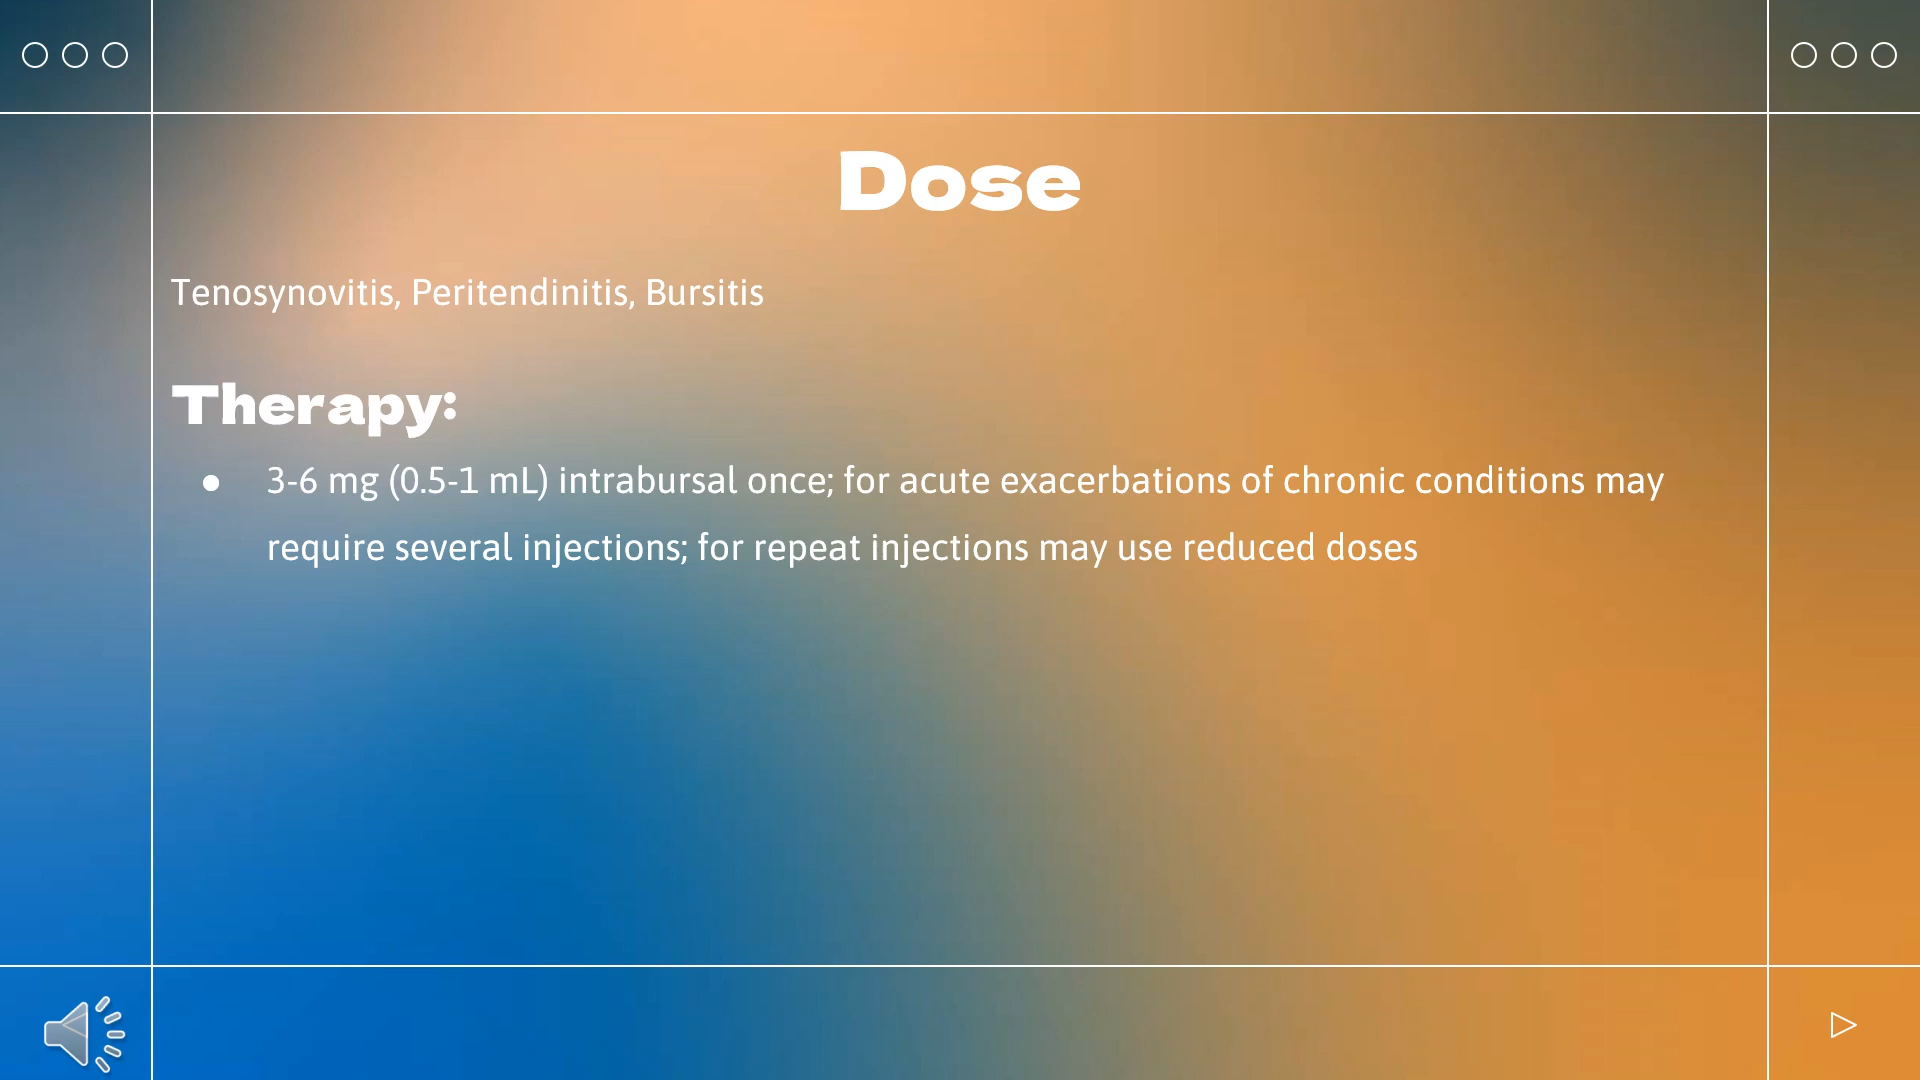 Dose
Tenosynovitis, Peritendinitis, Bursitis
Therapy:
● 3-6 mg (0.5-1 mL) intrabursal once; for acute exacerbations of chronic conditions may
require several injections; for repeat injections may use reduced doses